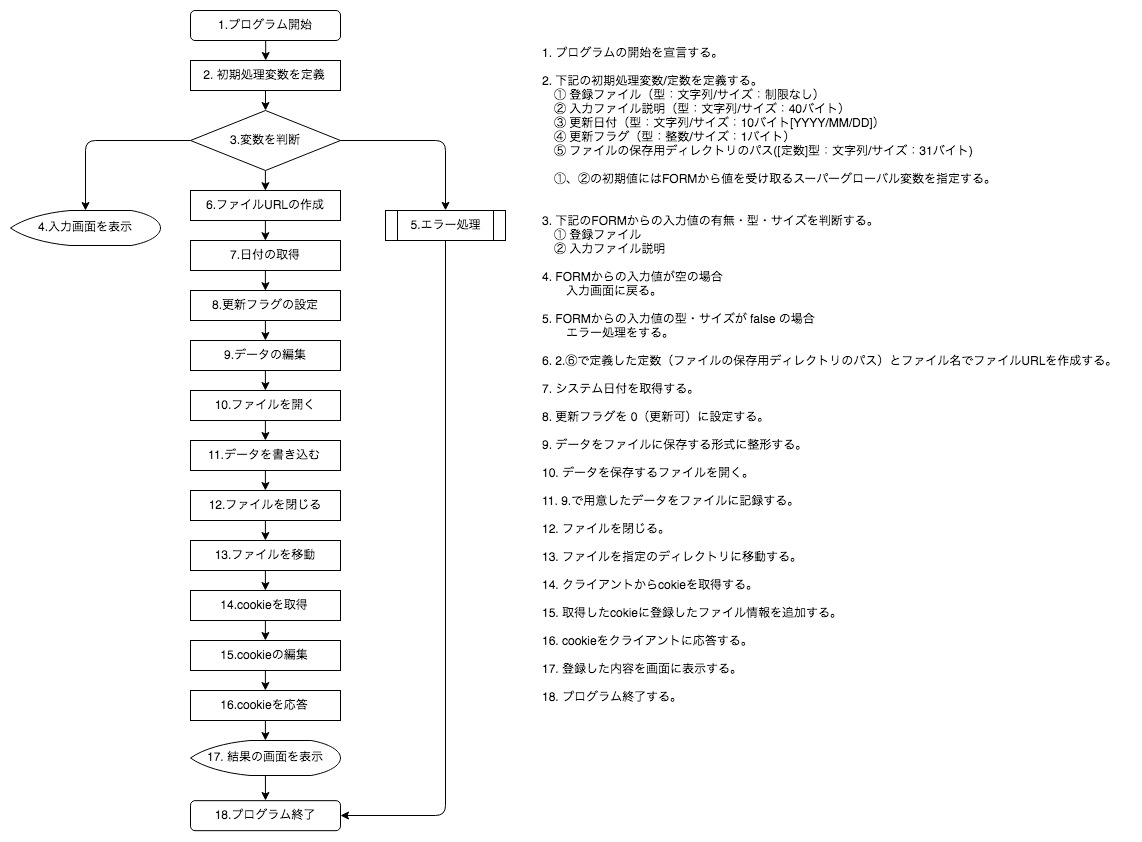 1.プログラム開始
2. 初期処理変数を定義
3.変数を判断
4.入力画面を表示
5.エラー処理
6.ファイルURLの作成
7.日付の取得
8.更新フラグの設定
9.データの編集
10.ファイルを開く
11.データを書き込む
12.ファイルを閉じる
13.ファイルを移動
14.cookieを取得
15.cookieの編集
16.cookieを応答
17. 結果の画面を表示
18.プログラム終了
1. プログラムの開始を宣言する。
2. 下記の初期処理変数/定数を定義する。
① 登録ファイル（型：文字列/サイズ：制限なし）
② 入力ファイル説明（型：文字列/サイズ：40バイト）
③ 更新日付（型：文字列/サイズ：10バイト[YYYY/MM/DD]）
④ 更新フラグ（型：整数/サイズ：1バイト）
⑤ ファイルの保存用ディレクトリのパス([定数]型：文字列/サイズ：31バイト)
①、②の初期値にはFORMから値を受け取るスーパーグローバル変数を指定する。
3. 下記のFORMからの入力値の有無・型・サイズを判断する。
① 登録ファイル
② 入力ファイル説明
4. FORMからの入力値が空の場合
入力画面に戻る。
5. FORMからの入力値の型・サイズが false の場合
エラー処理をする。
6. 2.⑥で定義した定数（ファイルの保存用ディレクトリのパス）とファイル名でファイルURLを作成する。
7. システム日付を取得する。
8. 更新フラグを 0（更新可）に設定する。
9. データをファイルに保存する形式に整形する。
10. データを保存するファイルを開く。
11. 9.で用意したデータをファイルに記録する。
12. ファイルを閉じる。
13. ファイルを指定のディレクトリに移動する。
14. クライアントからcokieを取得する。
15. 取得したcokieに登録したファイル情報を追加する。
16. cookieをクライアントに応答する。
17. 登録した内容を画面に表示する。
18. プログラム終了する。